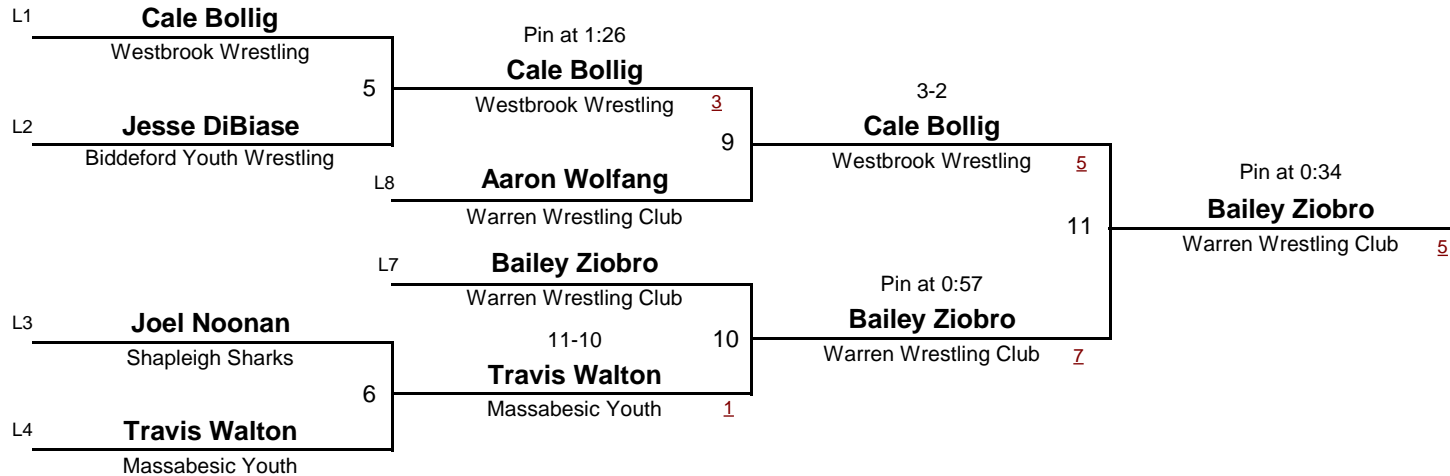 L1 Cale Bollig
Westbrook Wrestling
5
L2 Jesse DiBiase
Biddeford Youth Wrestling
Pin at 1:26
Cale Bollig
Westbrook Wrestling 3
9
L8 Aaron Wolfang
Warren Wrestling Club
3-2
Cale Bollig
Westbrook Wrestling 5
11
Pin at 0:34
Bailey Ziobro
Warren Wrestling Club 5
L7 Bailey Ziobro
Warren Wrestling Club
10
Pin at 0:57
Bailey Ziobro
Warren Wrestling Club 7
L3 Joel Noonan
Shapleigh Sharks
6
11-10
Travis Walton
Massabesic Youth 1
L4 Travis Walton
Massabesic Youth